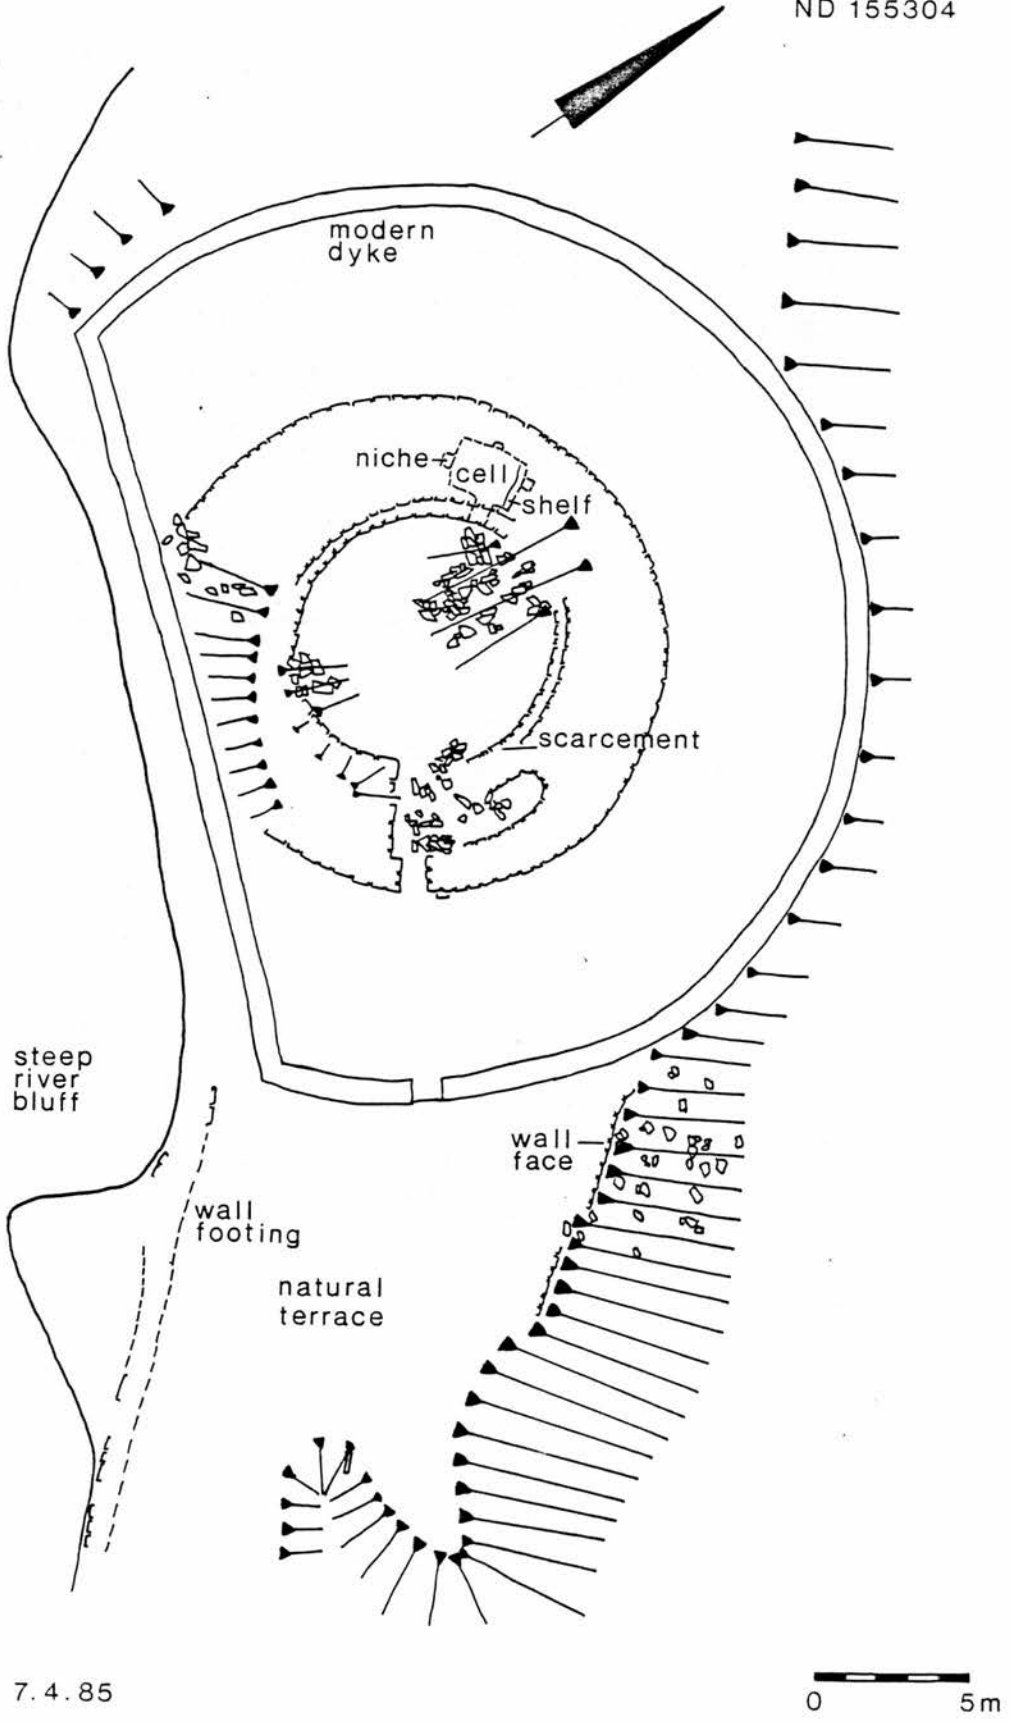 ND 155304
modern
dyke
niche
cell
shelf
scarcement
steep
river
bluff
wall
face
wall
footing
natural
terrace
7.4.85
0 5m